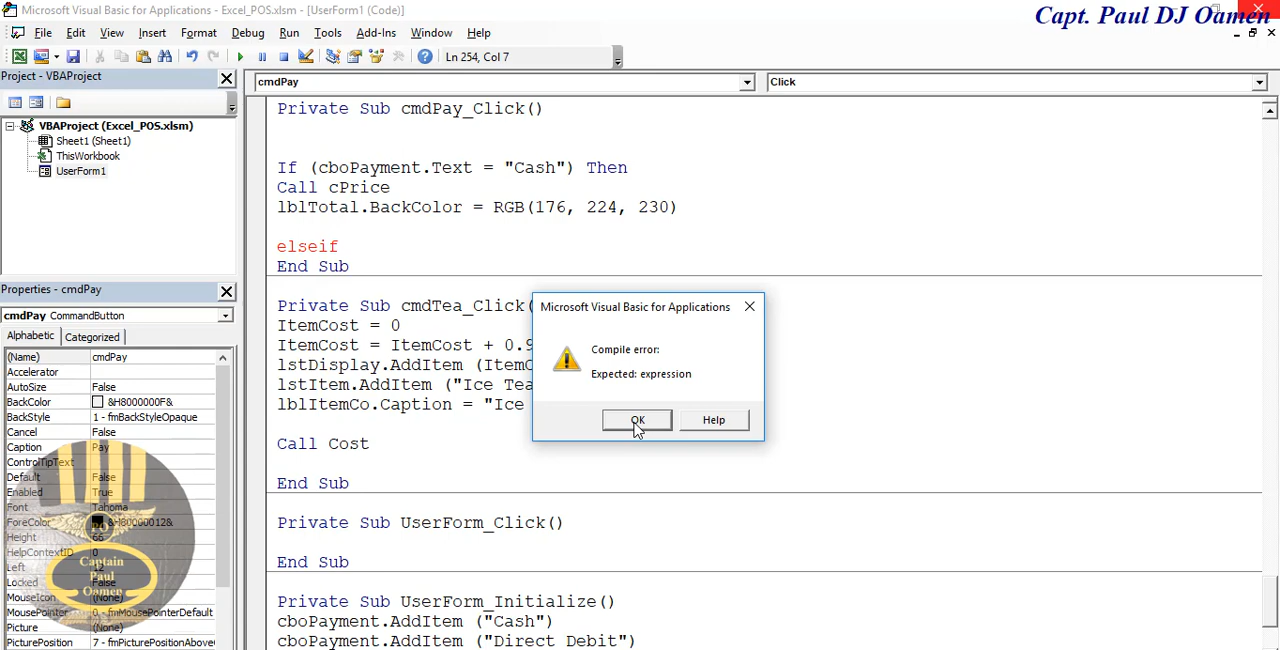 Microsoft Visual Basic for Applications - Excel_POS.xlsm - [UserForm1 (Code)]
Capt. Paul DJ Oamen
File Edit View Insert Format Debug Run Tools Add-Ins Window Help
Ln 254, Col 7
Project - VBAProject
cmdPay
Click
VBAProject (Excel_POS.xlsm)
Sheet1 (Sheet1)
ThisWorkbook
UserForm1
Properties - cmdPay
cmdPay CommandButton
Alphabetic Categorized
(Name) cmdPay
Accelerator
AutoSize False
BackColor &H8000000F&
BackStyle 1 - fmBackStyleOpaque
Cancel False
Caption Pay
ControlTipText
Default False
Enabled True
Font Tahoma
ForeColor &H80000012&
Height 66
HelpContextID 0
Left 12
Locked False
MouseIcon (None)
MousePointer 0 - fmMousePointerDefault
Picture (None)
PicturePosition 7 - fmPicturePositionAbove
Captain
Paul
Oamen
Private Sub cmdPay_Click()
If (cboPayment.Text = "Cash") Then
Call cPrice
lblTotal.BackColor = RGB(176, 224, 230)
elseif
End Sub
Private Sub cmdTea_Click(
ItemCost = 0
ItemCost = ItemCost + 0.9
lstDisplay.AddItem (ItemC
lstItem.AddItem ("Ice Tea
lblItemCo.Caption = "Ice
Call Cost
End Sub
Private Sub UserForm_Click()
End Sub
Private Sub UserForm_Initialize()
cboPayment.AddItem ("Cash")
cboPayment.AddItem ("Direct Debit")
Microsoft Visual Basic for Applications
Compile error:
Expected: expression
OK Help